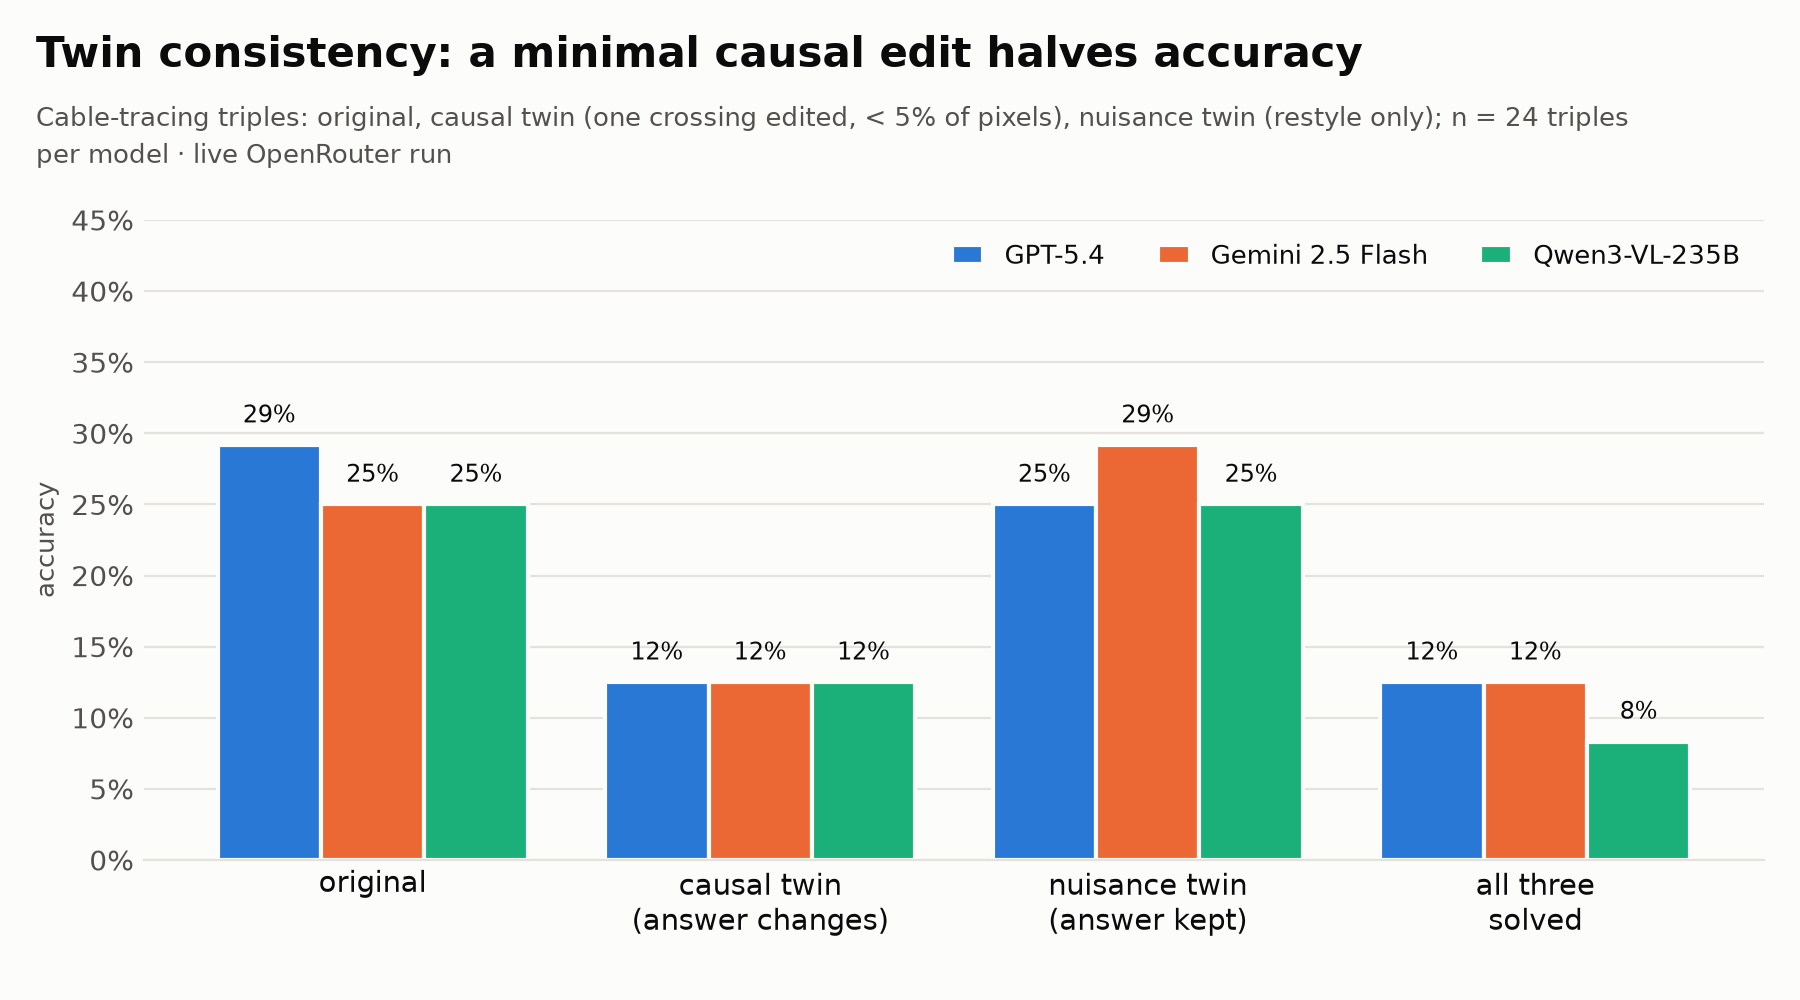 Twin consistency: a minimal causal edit halves accuracy
Cable-tracing triples: original, causal twin (one crossing edited, < 5% of pixels), nuisance twin (restyle only); n = 24 triples
per model · live OpenRouter run
45%
GPT-5.4 Gemini 2.5 Flash Qwen3-VL-235B
40%
35%
30%
25%
20%
15%
10%
5%
0%
accuracy
29% 25% 25%
12% 12% 12%
25% 29% 25%
12% 12% 8%
original
causal twin
(answer changes)
nuisance twin
(answer kept)
all three
solved